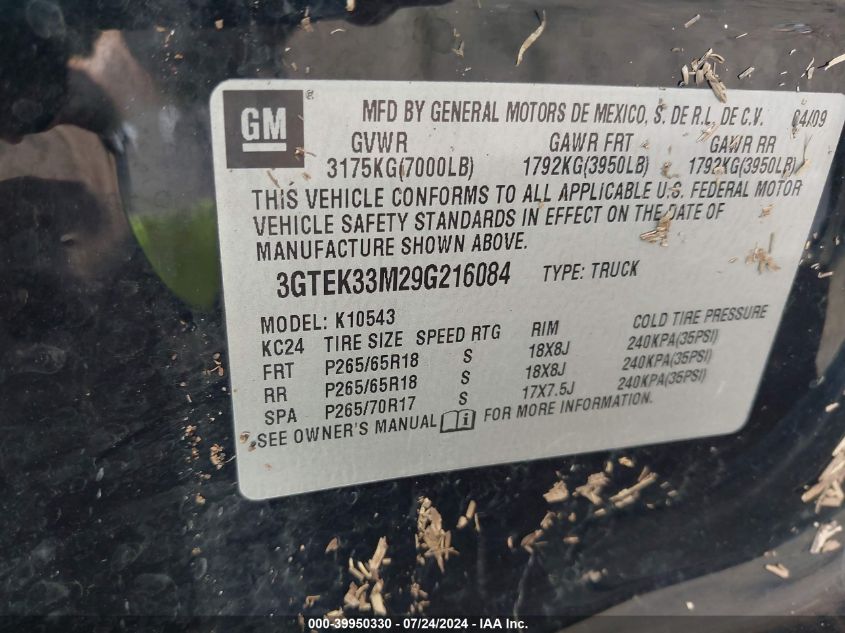 GM®
MFD BY GENERAL MOTORS DE MEXICO, S. DE R.L. DE C.V. 04/09
GVWR GAWR FRT GAWR RR
3175KG(7000LB) 1792KG(3950LB) 1792KG(3950LB)
THIS VEHICLE CONFORMS TO ALL APPLICABLE U.S. FEDERAL MOTOR
VEHICLE SAFETY STANDARDS IN EFFECT ON THE DATE OF
MANUFACTURE SHOWN ABOVE.
3GTEK33M29G216084 TYPE: TRUCK
MODEL: K10543
KC24 TIRE SIZE SPEED RTG RIM COLD TIRE PRESSURE
FRT P265/65R18 S 18X8J 240KPA(35PSI)
RR P265/65R18 S 18X8J 240KPA(35PSI)
SPA P265/70R17 S 17X7.5J 240KPA(35PSI)
SEE OWNER'S MANUAL FOR MORE INFORMATION.
000-39950330 - 07/24/2024 - IAA Inc.